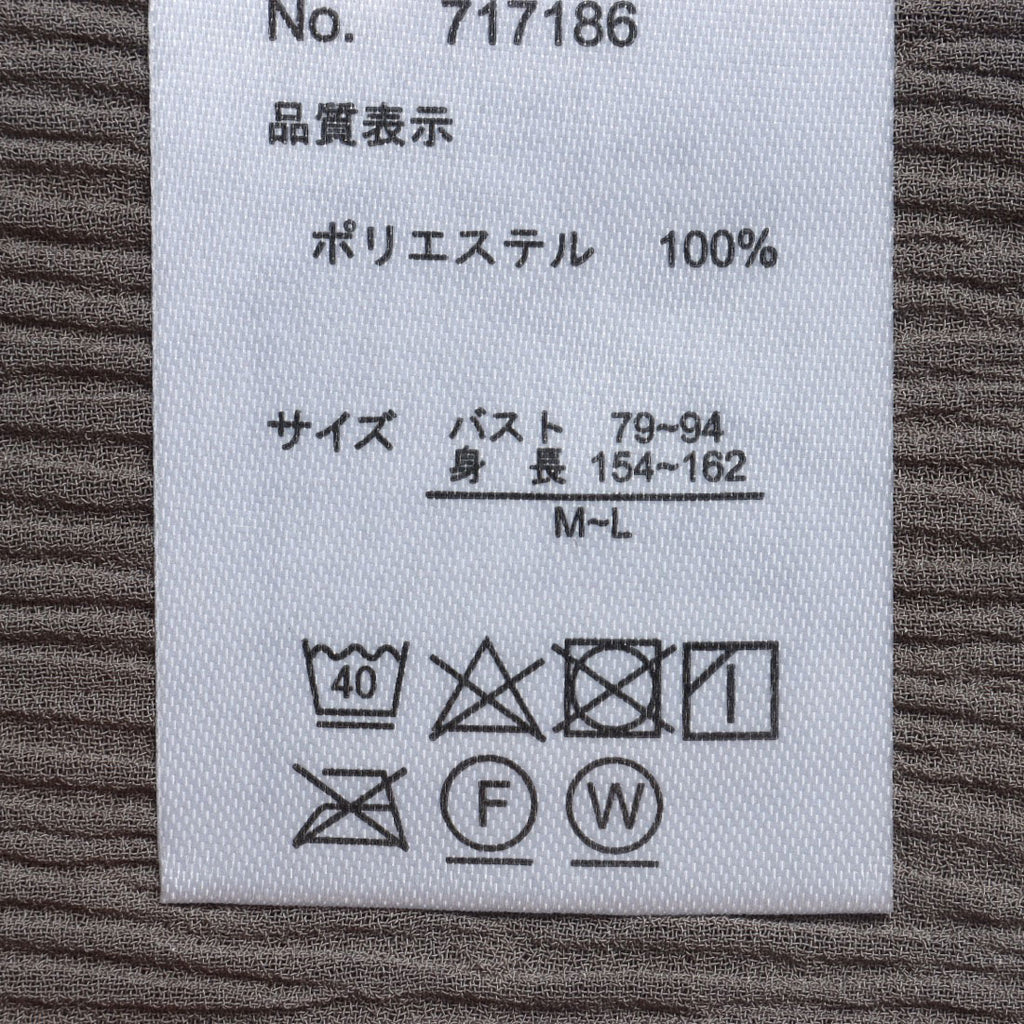 No. 717186
品質表示
ポリエステル 100%
サイズ バスト 79~94
身 長 154~162
M~L
40
F W